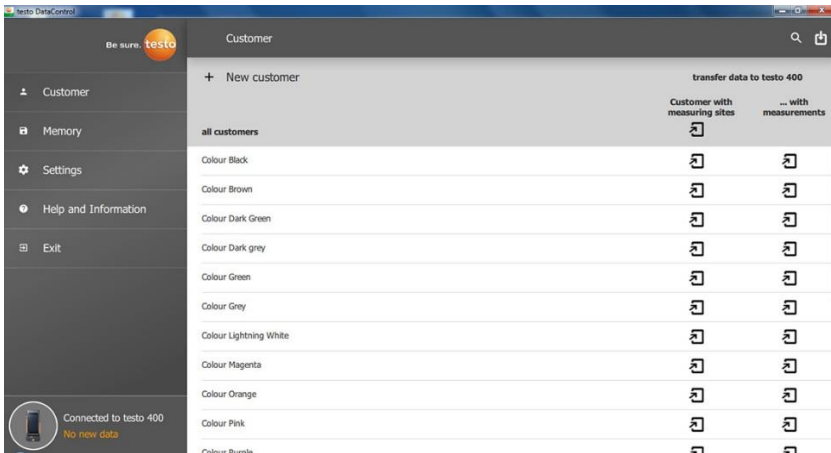 testo DataControl
Be sure. testo
Customer
Memory
Settings
Help and Information
Exit
Connected to testo 400
No new data
Customer
+ New customer
transfer data to testo 400
Customer with
measuring sites
... with
measurements
all customers
Colour Black
Colour Brown
Colour Dark Green
Colour Dark grey
Colour Green
Colour Grey
Colour Lightning White
Colour Magenta
Colour Orange
Colour Pink
Colour Purple